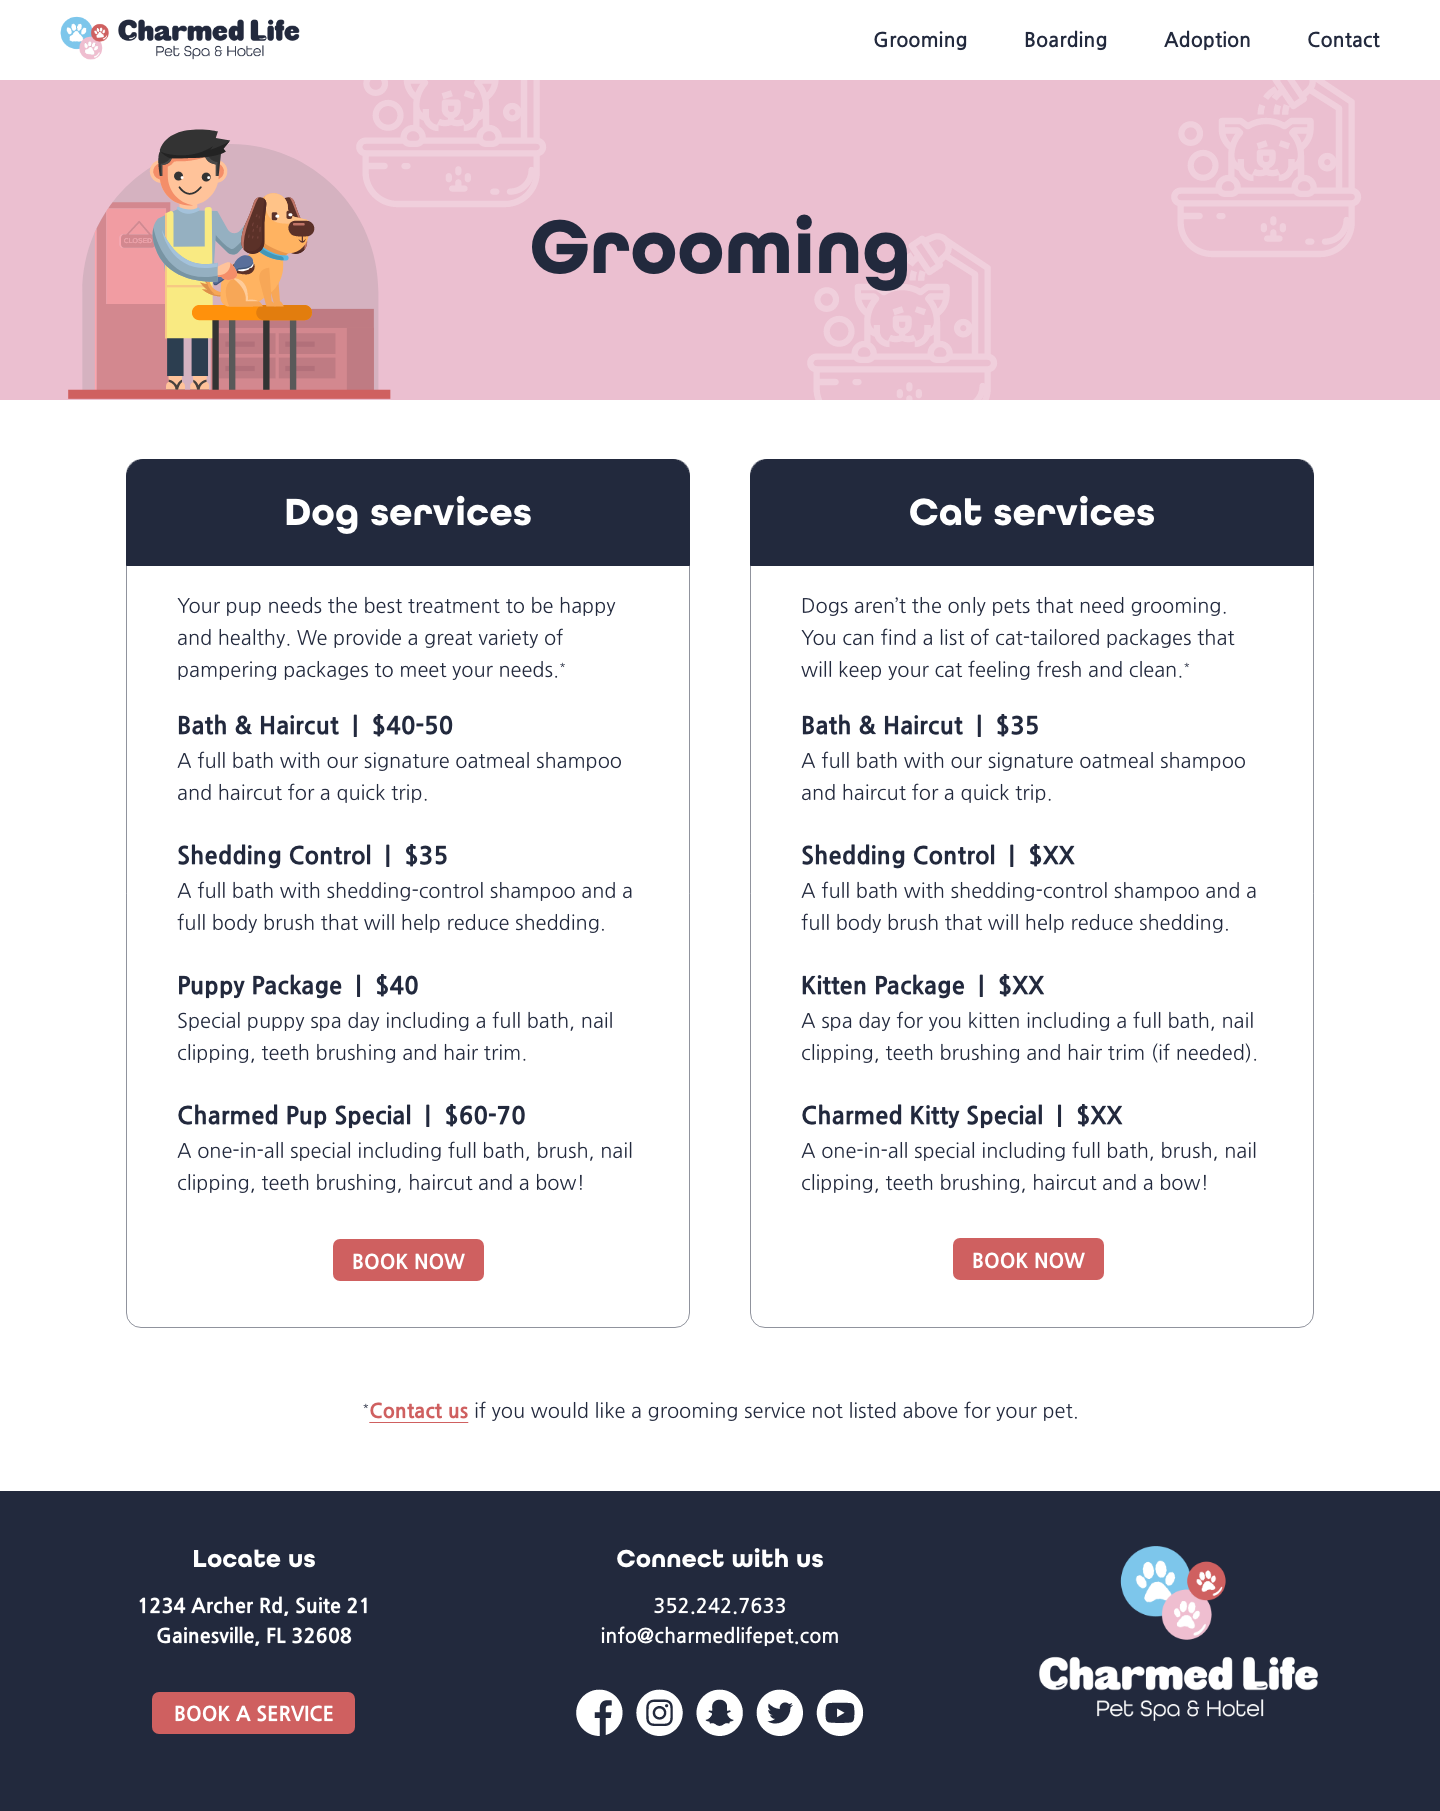 Charmed Life
Pet Spa & Hotel
Grooming
Boarding
Adoption
Contact
CLOSED
Grooming
Dog services
Your pup needs the best treatment to be happy
and healthy. We provide a great variety of
pampering packages to meet your needs.*
Bath & Haircut | $40-50
A full bath with our signature oatmeal shampoo
and haircut for a quick trip.
Shedding Control | $35
A full bath with shedding-control shampoo and a
full body brush that will help reduce shedding.
Puppy Package | $40
Special puppy spa day including a full bath, nail
clipping, teeth brushing and hair trim.
Charmed Pup Special | $60-70
A one-in-all special including full bath, brush, nail
clipping, teeth brushing, haircut and a bow!
BOOK NOW
Cat services
Dogs aren’t the only pets that need grooming.
You can find a list of cat-tailored packages that
will keep your cat feeling fresh and clean.*
Bath & Haircut | $35
A full bath with our signature oatmeal shampoo
and haircut for a quick trip.
Shedding Control | $XX
A full bath with shedding-control shampoo and a
full body brush that will help reduce shedding.
Kitten Package | $XX
A spa day for you kitten including a full bath, nail
clipping, teeth brushing and hair trim (if needed).
Charmed Kitty Special | $XX
A one-in-all special including full bath, brush, nail
clipping, teeth brushing, haircut and a bow!
BOOK NOW
*Contact us if you would like a grooming service not listed above for your pet.
Locate us
1234 Archer Rd, Suite 21
Gainesville, FL 32608
BOOK A SERVICE
Connect with us
352.242.7633
info@charmedlifepet.com
Charmed Life
Pet Spa & Hotel